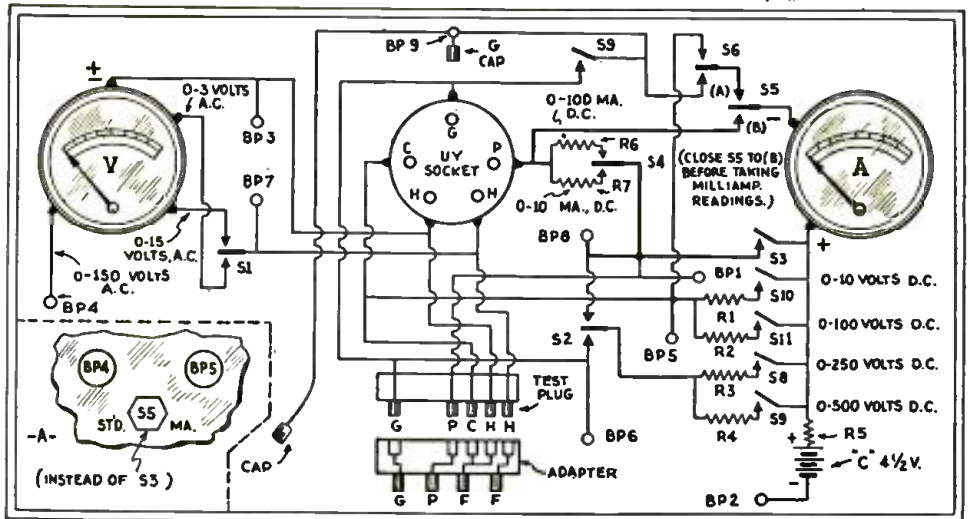 BP 9
G
CAP
S9
S6
±
0-3 VOLTS
A.C.
0-100 MA.
D.C.
(A)
S5
G
BP3
(B)
−
V
C
UY
SOCKET
P
R6
S4
(CLOSE S5 TO (B)
BEFORE TAKING
MILLIAMP.
READINGS.)
A
BP7
H
H
R7
0-10 MA., D.C.
0-15
VOLTS, A.C.
S1
BP8
S3
+
0-150 VOLTS
A.C.
BP1
S10
0-10 VOLTS D.C.
BP4
R1
S2
S11
0-100 VOLTS D.C.
BP5
R2
S8
0-250 VOLTS D.C.
BP4
BP5
TEST
PLUG
R3
S9
0-500 VOLTS D.C.
G
P
C
H
H
R4
-A-
STD.
S5
MA.
BP6
+
R5
(INSTEAD OF S3)
CAP
ADAPTER
"C" 4½ V.
G
P
F
F
BP2
−